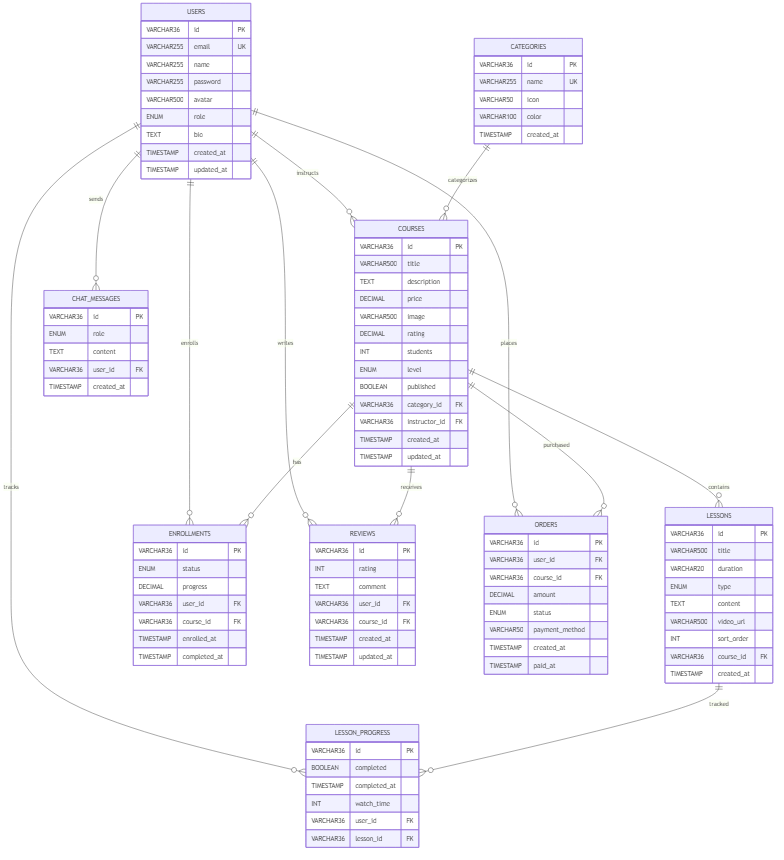 USERS
VARCHAR36 id PK
VARCHAR255 email UK
VARCHAR255 name
VARCHAR255 password
VARCHAR500 avatar
ENUM role
TEXT bio
TIMESTAMP created_at
TIMESTAMP updated_at
CATEGORIES
VARCHAR36 id PK
VARCHAR255 name UK
VARCHAR50 icon
VARCHAR100 color
TIMESTAMP created_at
instructs
categorizes
sends
COURSES
VARCHAR36 id PK
VARCHAR500 title
TEXT description
DECIMAL price
VARCHAR500 image
DECIMAL rating
INT students
ENUM level
BOOLEAN published
VARCHAR36 category_id FK
VARCHAR36 instructor_id FK
TIMESTAMP created_at
TIMESTAMP updated_at
CHAT_MESSAGES
VARCHAR36 id PK
ENUM role
TEXT content
VARCHAR36 user_id FK
TIMESTAMP created_at
enrolls
writes
places
purchased
has
receives
contains
tracks
ENROLLMENTS
VARCHAR36 id PK
ENUM status
DECIMAL progress
VARCHAR36 user_id FK
VARCHAR36 course_id FK
TIMESTAMP enrolled_at
TIMESTAMP completed_at
REVIEWS
VARCHAR36 id PK
INT rating
TEXT comment
VARCHAR36 user_id FK
VARCHAR36 course_id FK
TIMESTAMP created_at
TIMESTAMP updated_at
ORDERS
VARCHAR36 id PK
VARCHAR36 user_id FK
VARCHAR36 course_id FK
DECIMAL amount
ENUM status
VARCHAR50 payment_method
TIMESTAMP created_at
TIMESTAMP paid_at
LESSONS
VARCHAR36 id PK
VARCHAR500 title
VARCHAR20 duration
ENUM type
TEXT content
VARCHAR500 video_url
INT sort_order
VARCHAR36 course_id FK
TIMESTAMP created_at
tracked
LESSON_PROGRESS
VARCHAR36 id PK
BOOLEAN completed
TIMESTAMP completed_at
INT watch_time
VARCHAR36 user_id FK
VARCHAR36 lesson_id FK